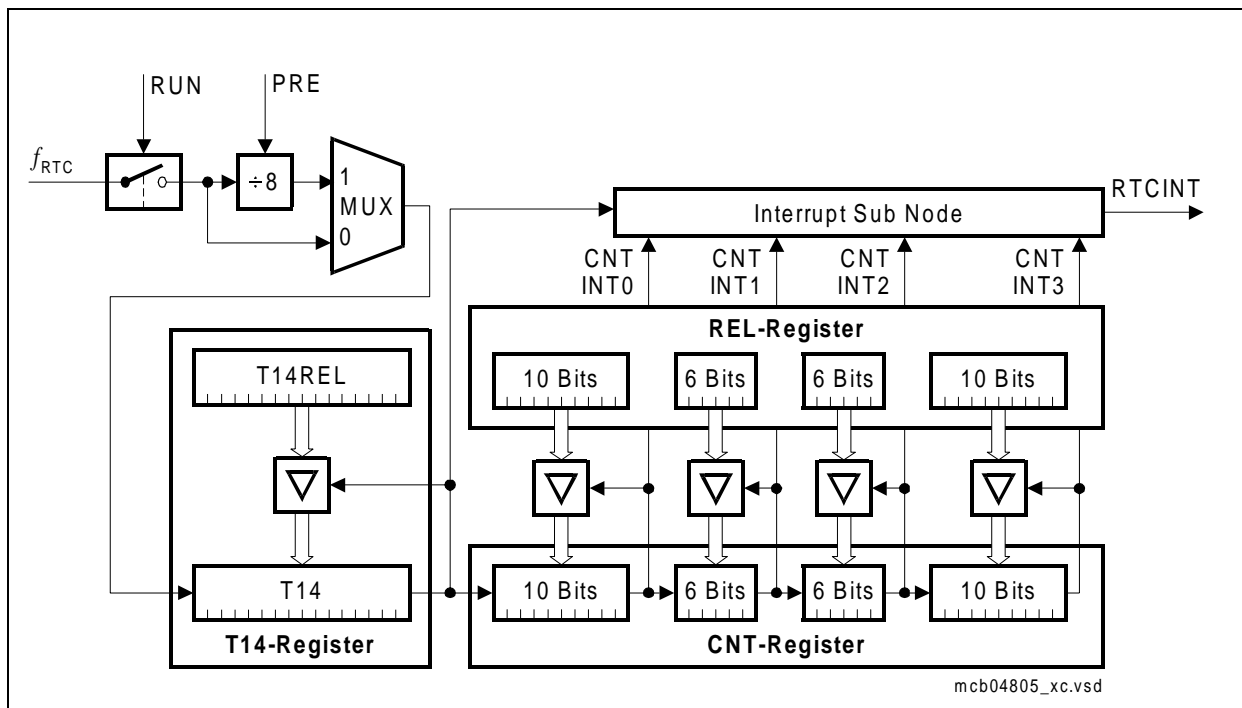 RUN
PRE
fRTC
÷8
1
MUX
0
Interrupt Sub Node
RTCINT
CNT
INT0
CNT
INT1
CNT
INT2
CNT
INT3
REL-Register
10 Bits
6 Bits
6 Bits
10 Bits
T14REL
T14
T14-Register
10 Bits
6 Bits
6 Bits
10 Bits
CNT-Register
mcb04805_xc.vsd